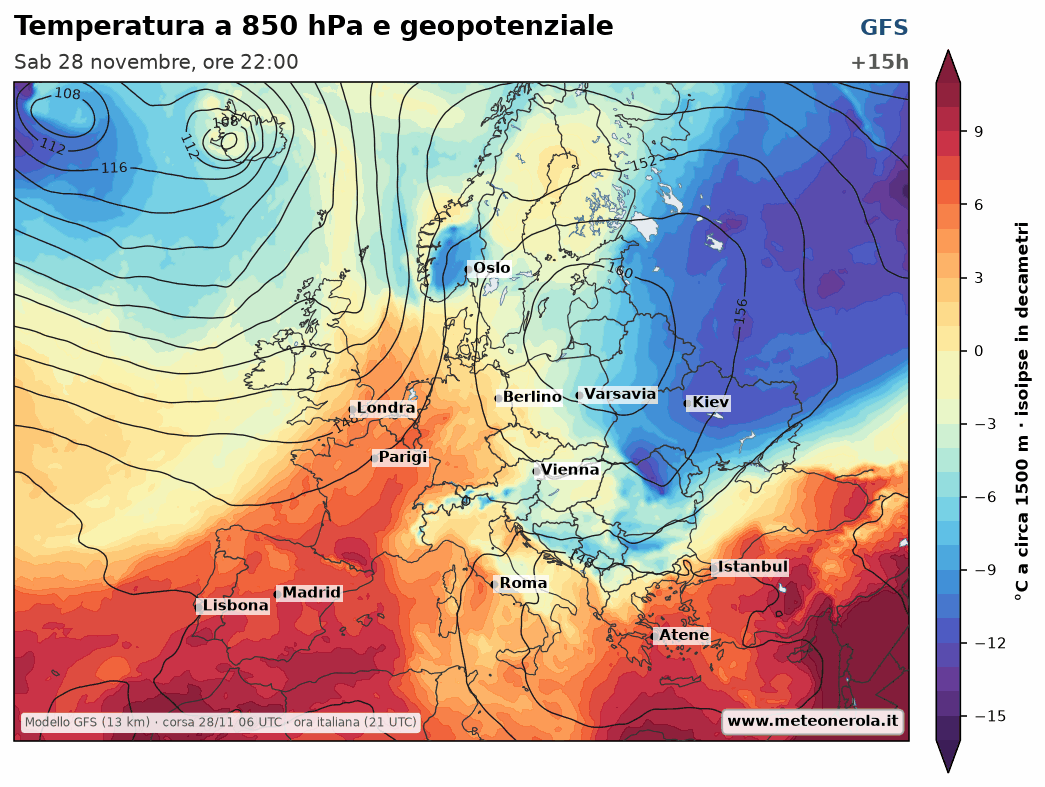 Temperatura a 850 hPa e geopotenziale
GFS
Sab 28 novembre, ore 22:00
+15h
108
108
112
112
116
152
160
156
Oslo
Berlino
Varsavia
Kiev
Londra
Parigi
Vienna
Roma
Istanbul
Madrid
Lisbona
Atene
9
6
3
0
−3
−6
−9
−12
−15
°C a circa 1500 m · isoipse in decametri
Modello GFS (13 km) · corsa 28/11 06 UTC · ora italiana (21 UTC)
www.meteonerola.it